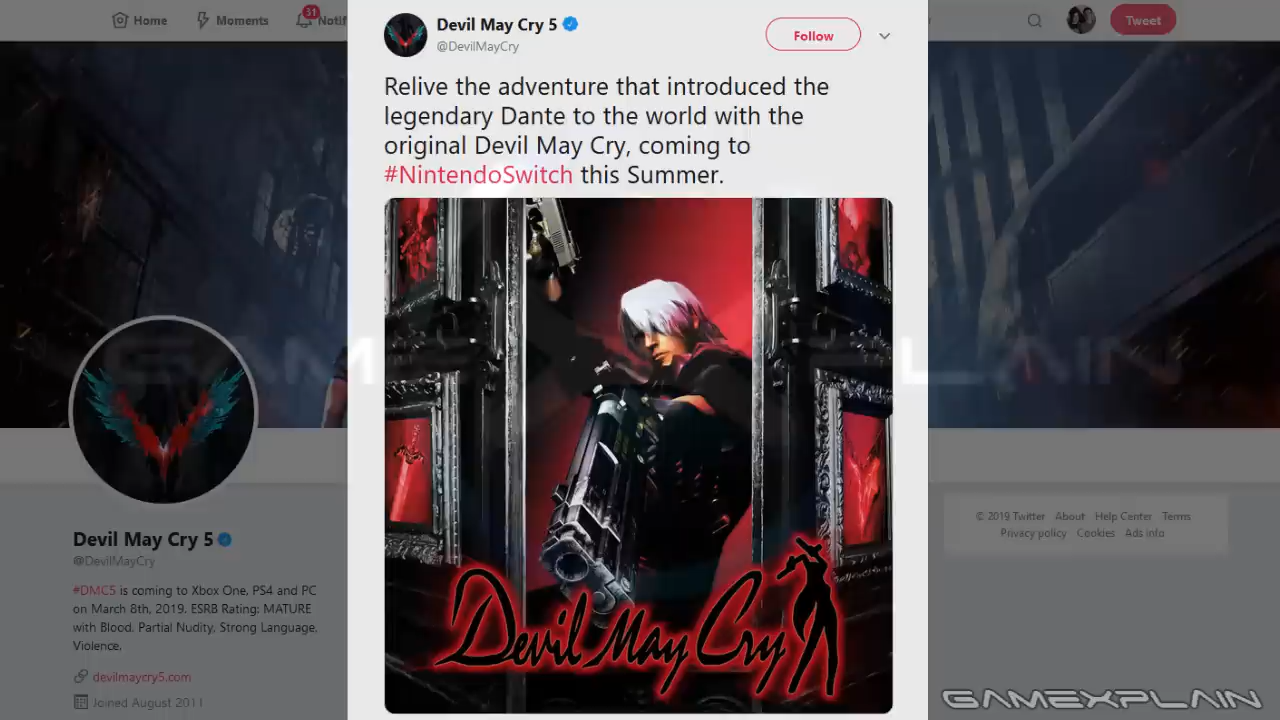 Home
Moments
31
Notif
Tweet
Devil May Cry 5
@DevilMayCry
Follow
Relive the adventure that introduced the
legendary Dante to the world with the
original Devil May Cry, coming to
#NintendoSwitch this Summer.
Devil May Cry
Devil May Cry 5
@DevilMayCry
#DMC5 is coming to Xbox One, PS4 and PC
on March 8th, 2019. ESRB Rating: MATURE
with Blood. Partial Nudity, Strong Language,
Violence.
devilmaycry5.com
Joined August 2011
© 2019 Twitter About Help Center Terms
Privacy policy Cookies Ads info
GAMEXPLAIN